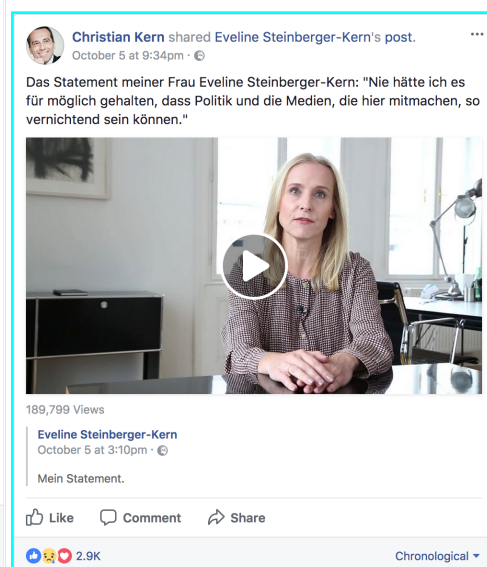 Christian Kern shared Eveline Steinberger-Kern's post.
October 5 at 9:34pm ·
Das Statement meiner Frau Eveline Steinberger-Kern: "Nie hätte ich es
für möglich gehalten, dass Politik und die Medien, die hier mitmachen, so
vernichtend sein können."
189,799 Views
Eveline Steinberger-Kern
October 5 at 3:10pm ·
Mein Statement.
Like Comment Share
2.9K Chronological